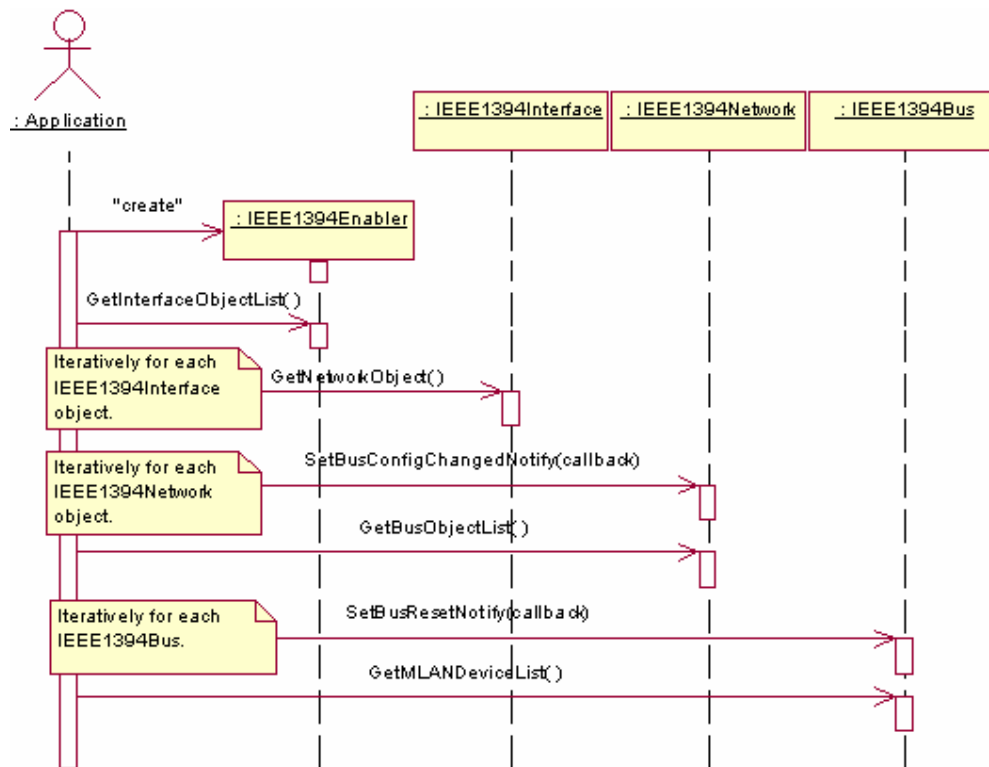 : Application
: IEEE1394Interface
: IEEE1394Network
: IEEE1394Bus
"create"
: IEEE1394Enabler
GetInterfaceObjectList( )
Iteratively for each
IEEE1394Interface
object.
GetNetworkObject( )
Iteratively for each
IEEE1394Network
object.
SetBusConfigChangedNotify(callback)
GetBusObjectList( )
Iteratively for each
IEEE1394Bus.
SetBusResetNotify(callback)
GetMLANDeviceList( )